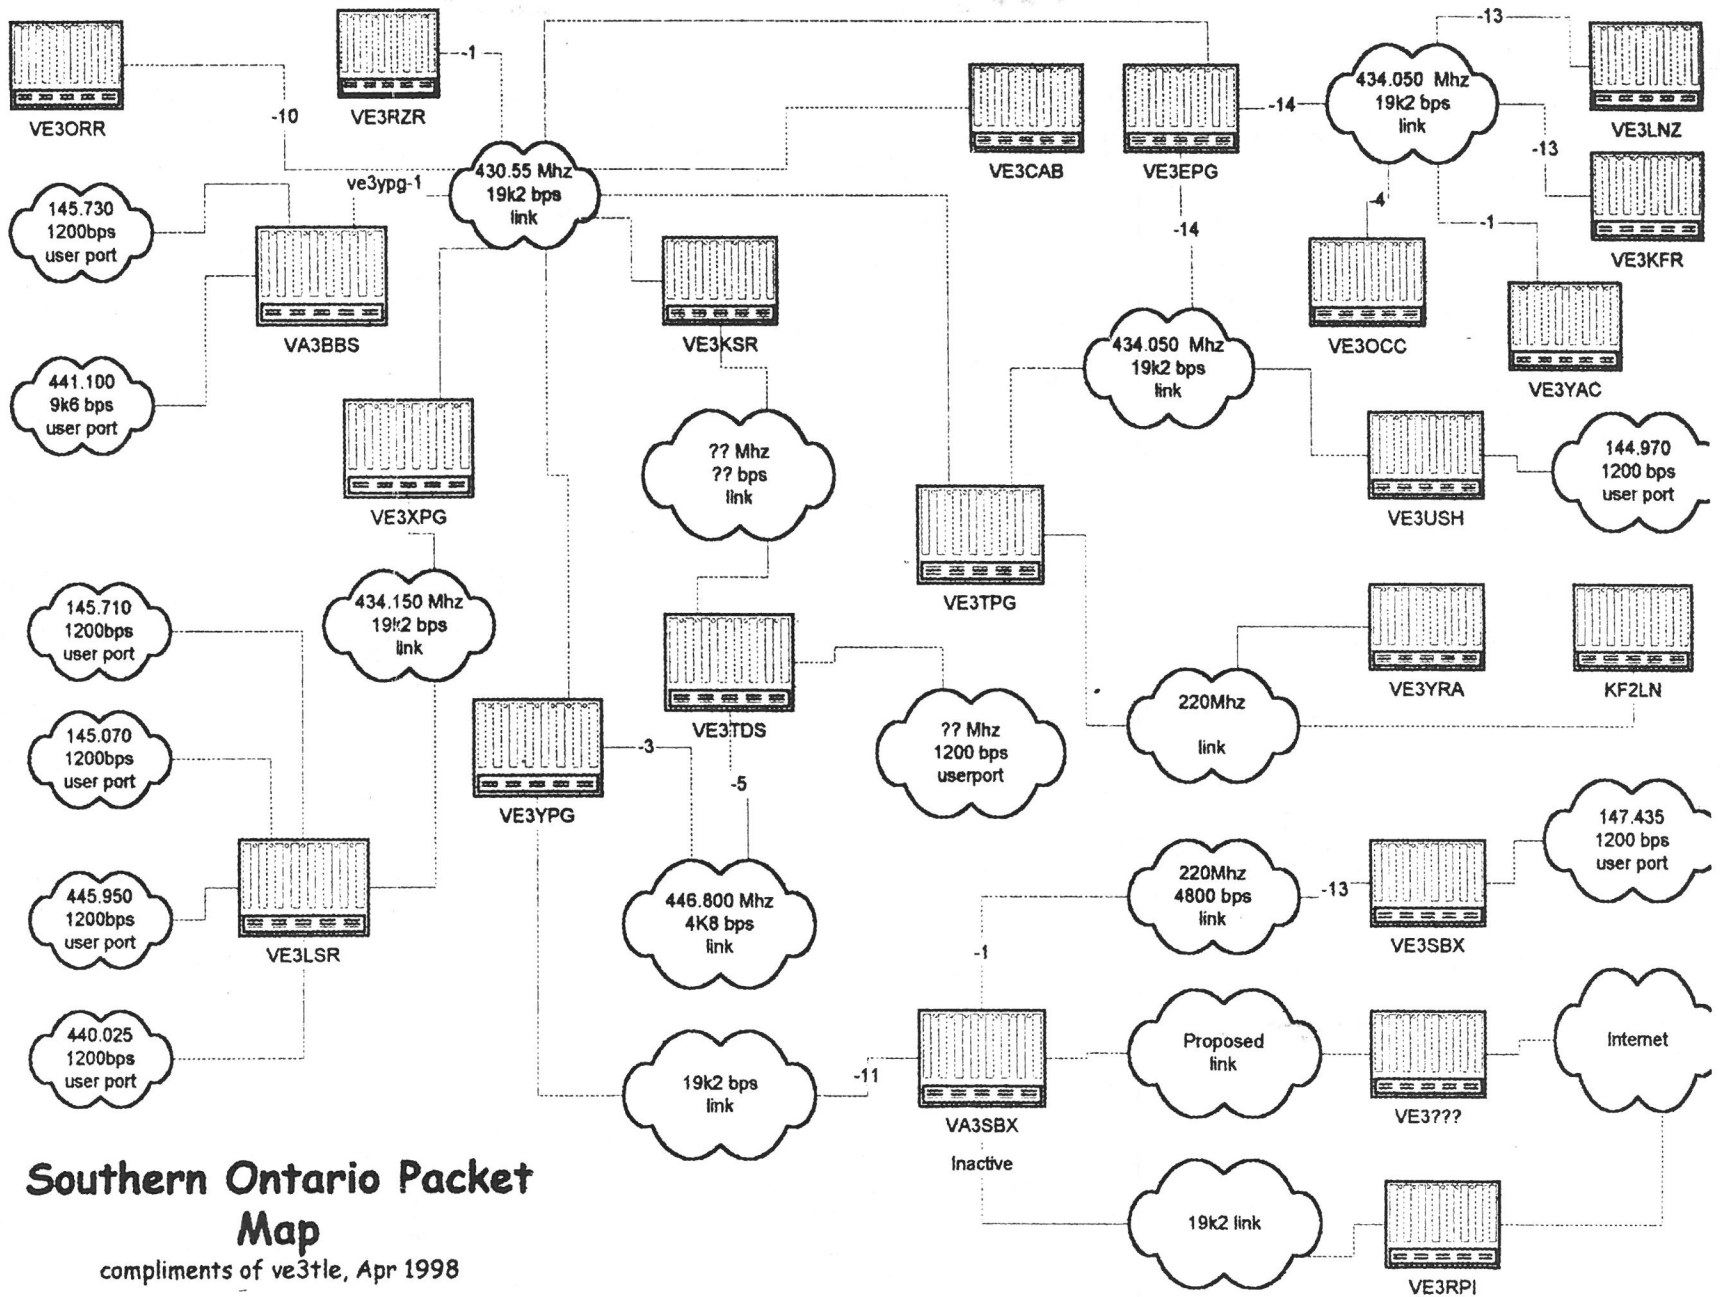 -13
-1
434.050 Mhz
19k2 bps
link
-14
-10
VE3ORR
VE3RZR
VE3CAB
VE3EPG
VE3LNZ
-13
430.55 Mhz
19k2 bps
link
ve3ypg-1
145.730
1200bps
user port
-4
-1
-14
VE3KFR
VA3BBS
VE3KSR
VE3OCC
434.050 Mhz
19k2 bps
link
VE3YAC
441.100
9k6 bps
user port
?? Mhz
?? bps
link
144.970
1200 bps
user port
VE3XPG
VE3USH
434.150 Mhz
19k2 bps
link
VE3TPG
145.710
1200bps
user port
VE3YRA
KF2LN
220Mhz
link
VE3TDS
?? Mhz
1200 bps
userport
145.070
1200bps
user port
-3
-5
VE3YPG
147.435
1200 bps
user port
220Mhz
4800 bps
link
-13
445.950
1200bps
user port
446.800 Mhz
4K8 bps
link
VE3LSR
-1
VE3SBX
440.025
1200bps
user port
Proposed
link
Internet
19k2 bps
link
-11
VA3SBX
Inactive
VE3???
19k2 link
VE3RPI
Southern Ontario Packet
Map
compliments of ve3tle, Apr 1998